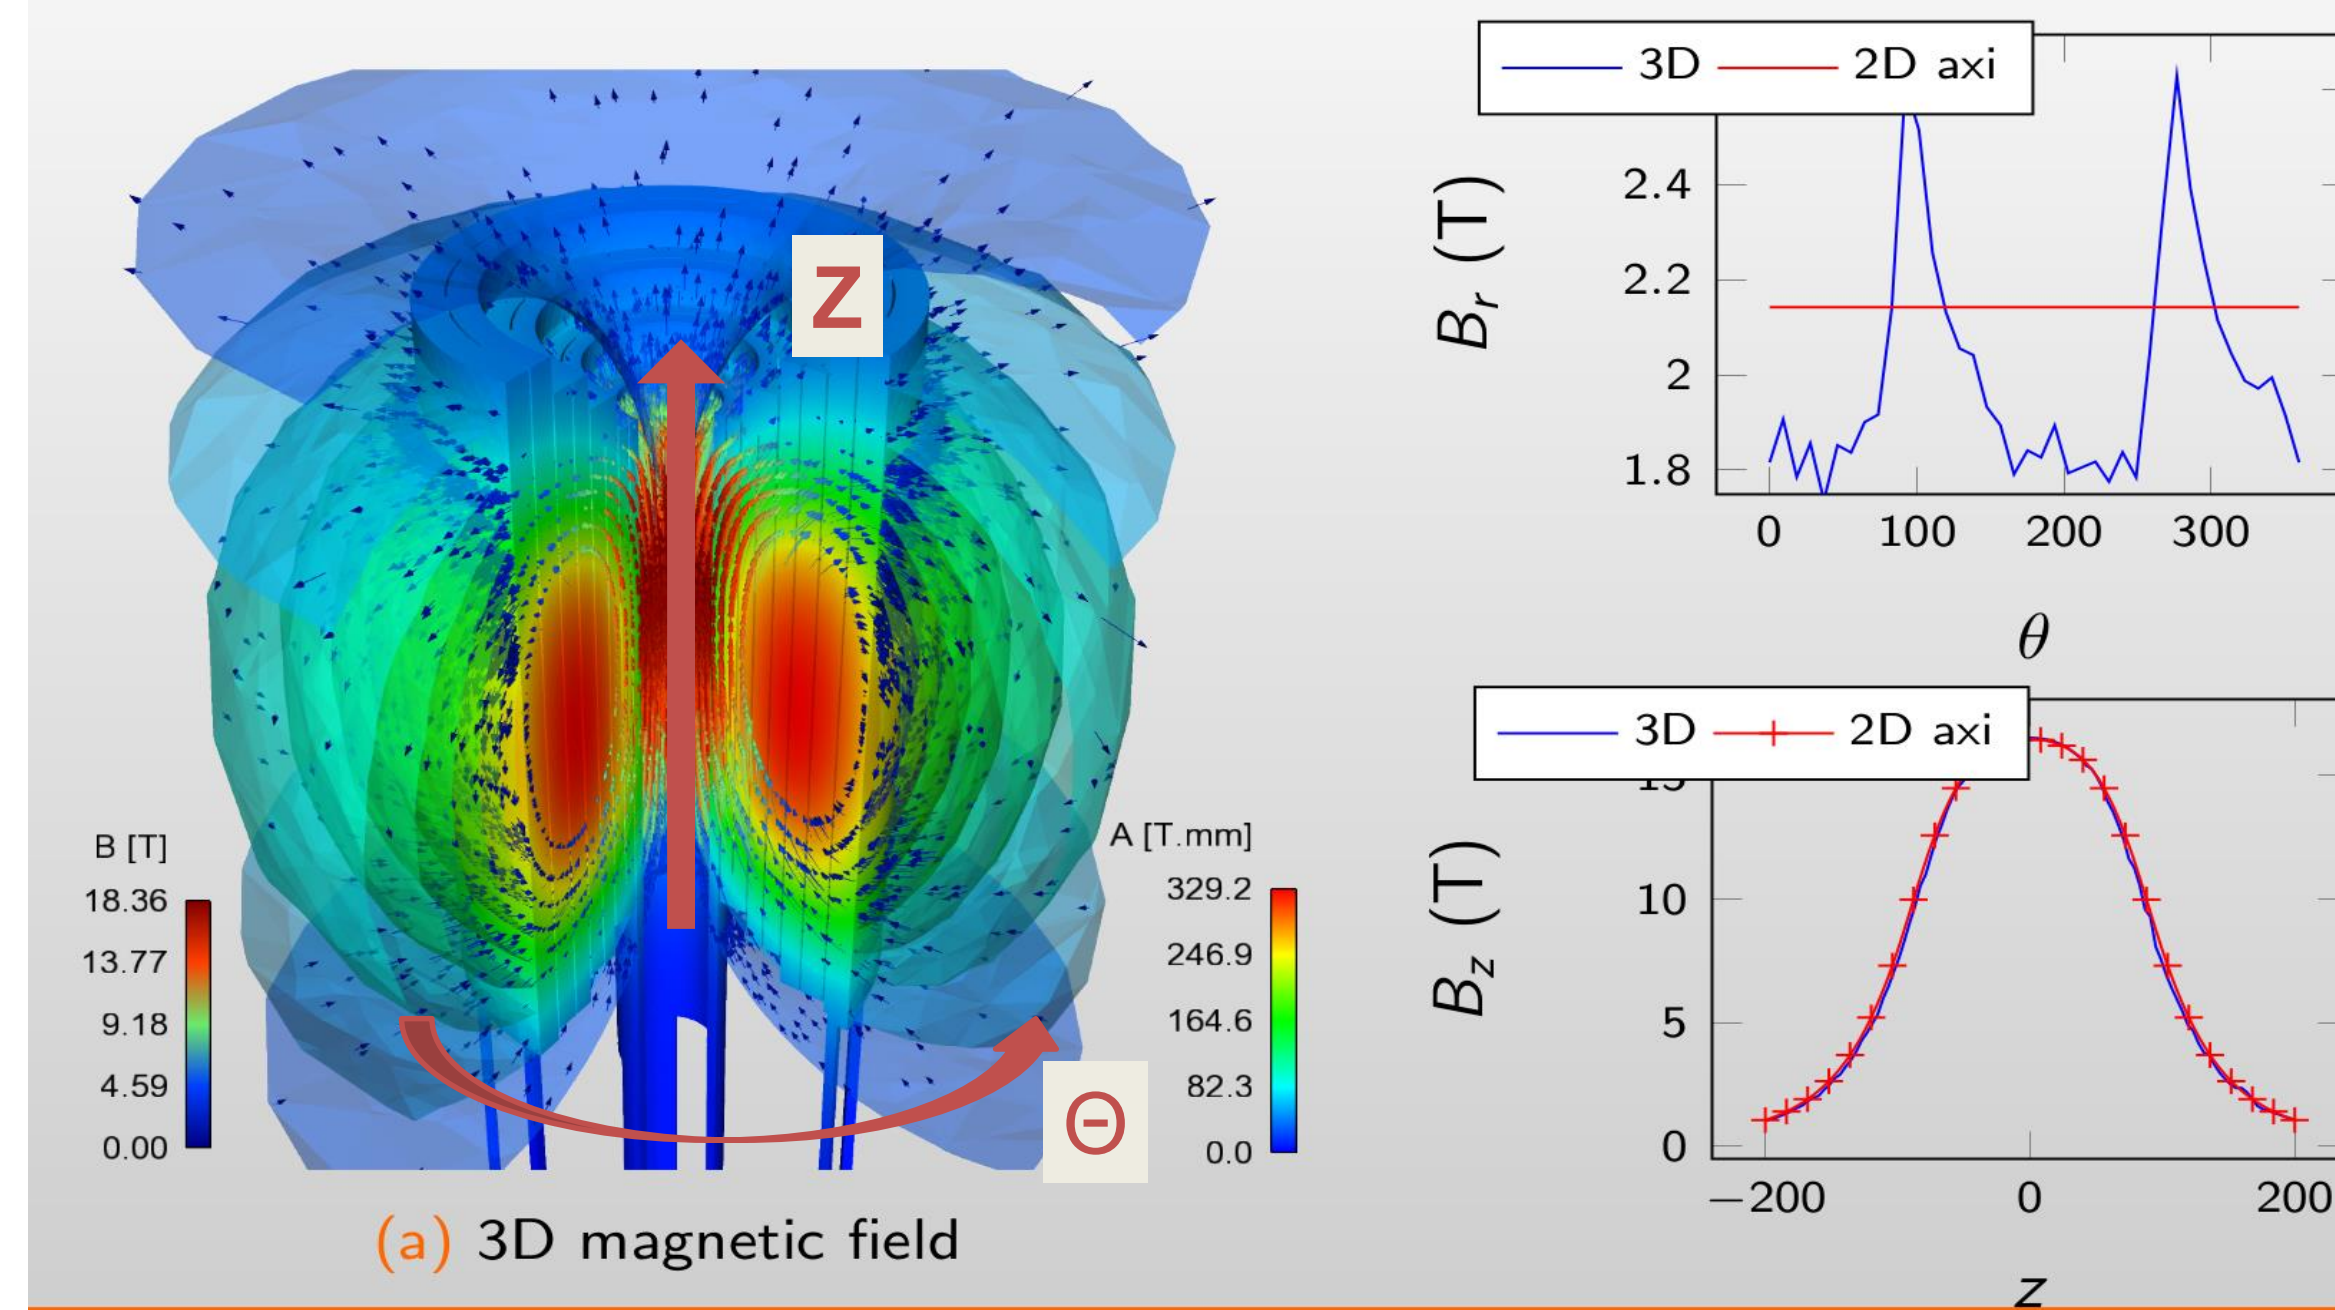 3D 2D axi
2.4
2.2
2
1.8
B_r (T)
0 100 200 300
θ
Z
3D 2D axi
10
5
0
B_z (T)
−200 0 200
z
B [T]
18.36
13.77
9.18
4.59
0.00
A [T.mm]
329.2
246.9
164.6
82.3
0.0
Θ
(a) 3D magnetic field